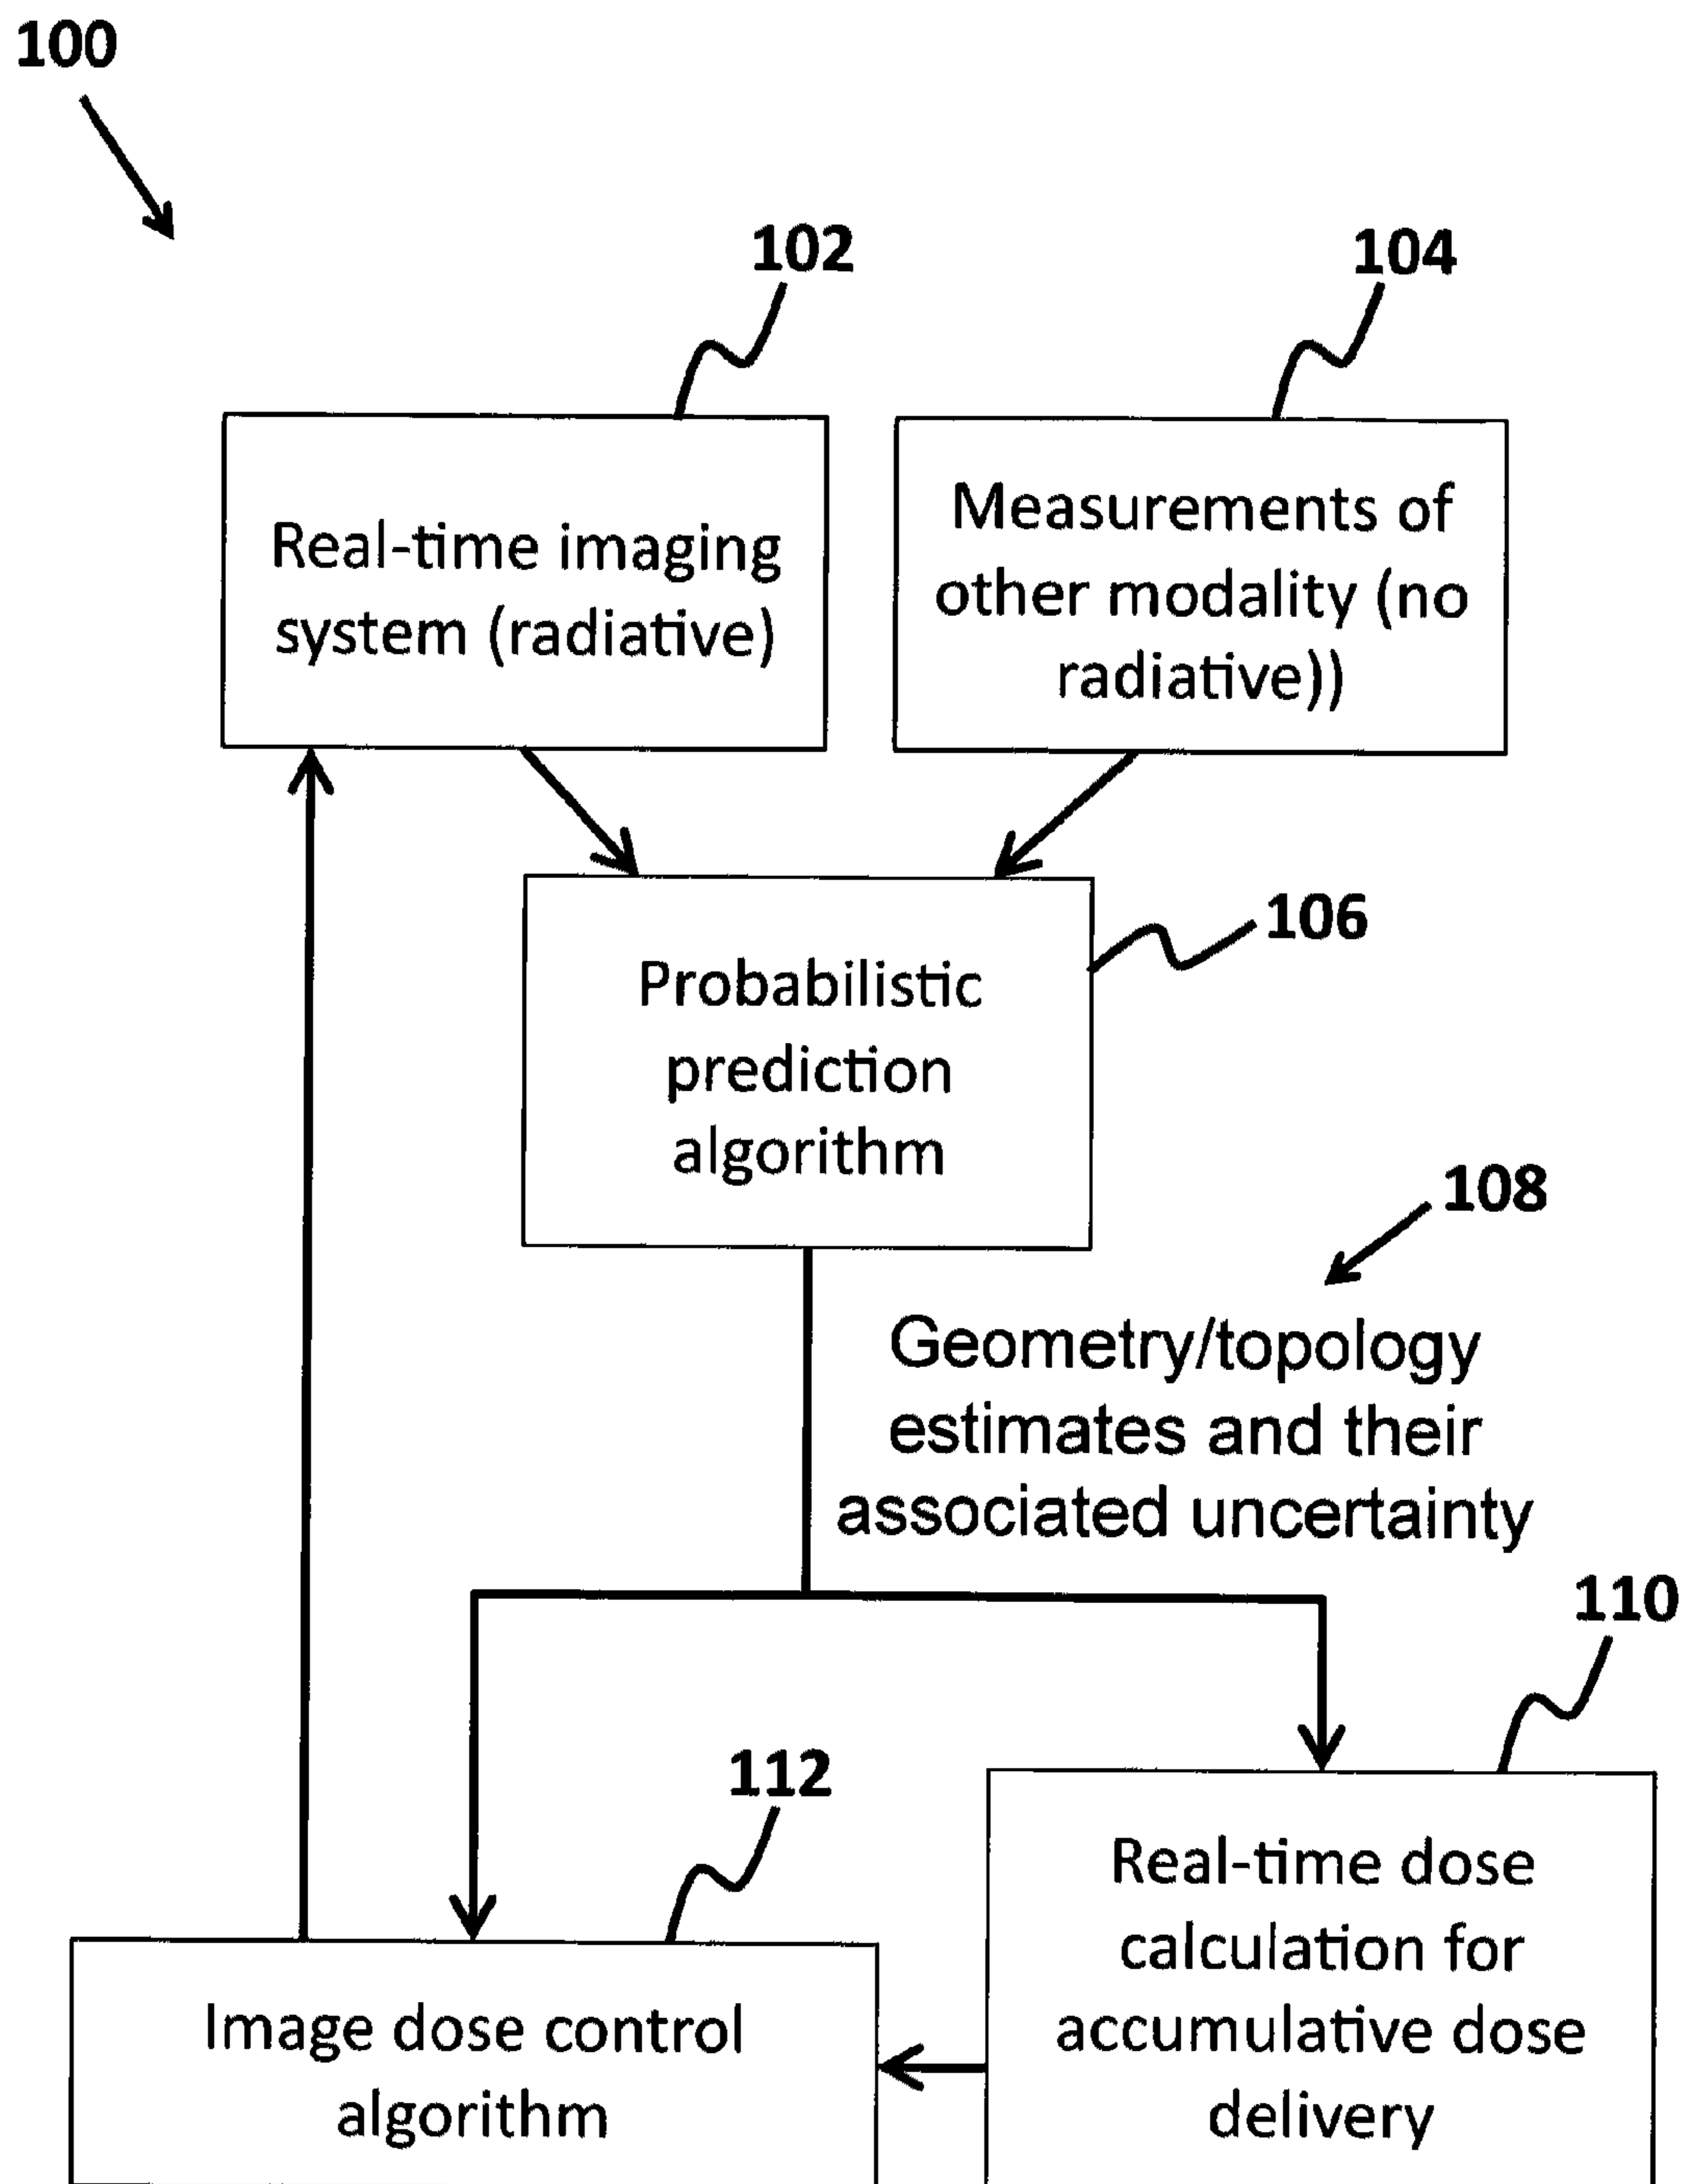 100
102
104
Real-time imaging
system (radiative)
Measurements of
other modality (no
radiative))
106
Probabilistic
prediction
algorithm
108
Geometry/topology
estimates and their
associated uncertainty
110
112
Real-time dose
calculation for
accumulative dose
delivery
Image dose control
algorithm